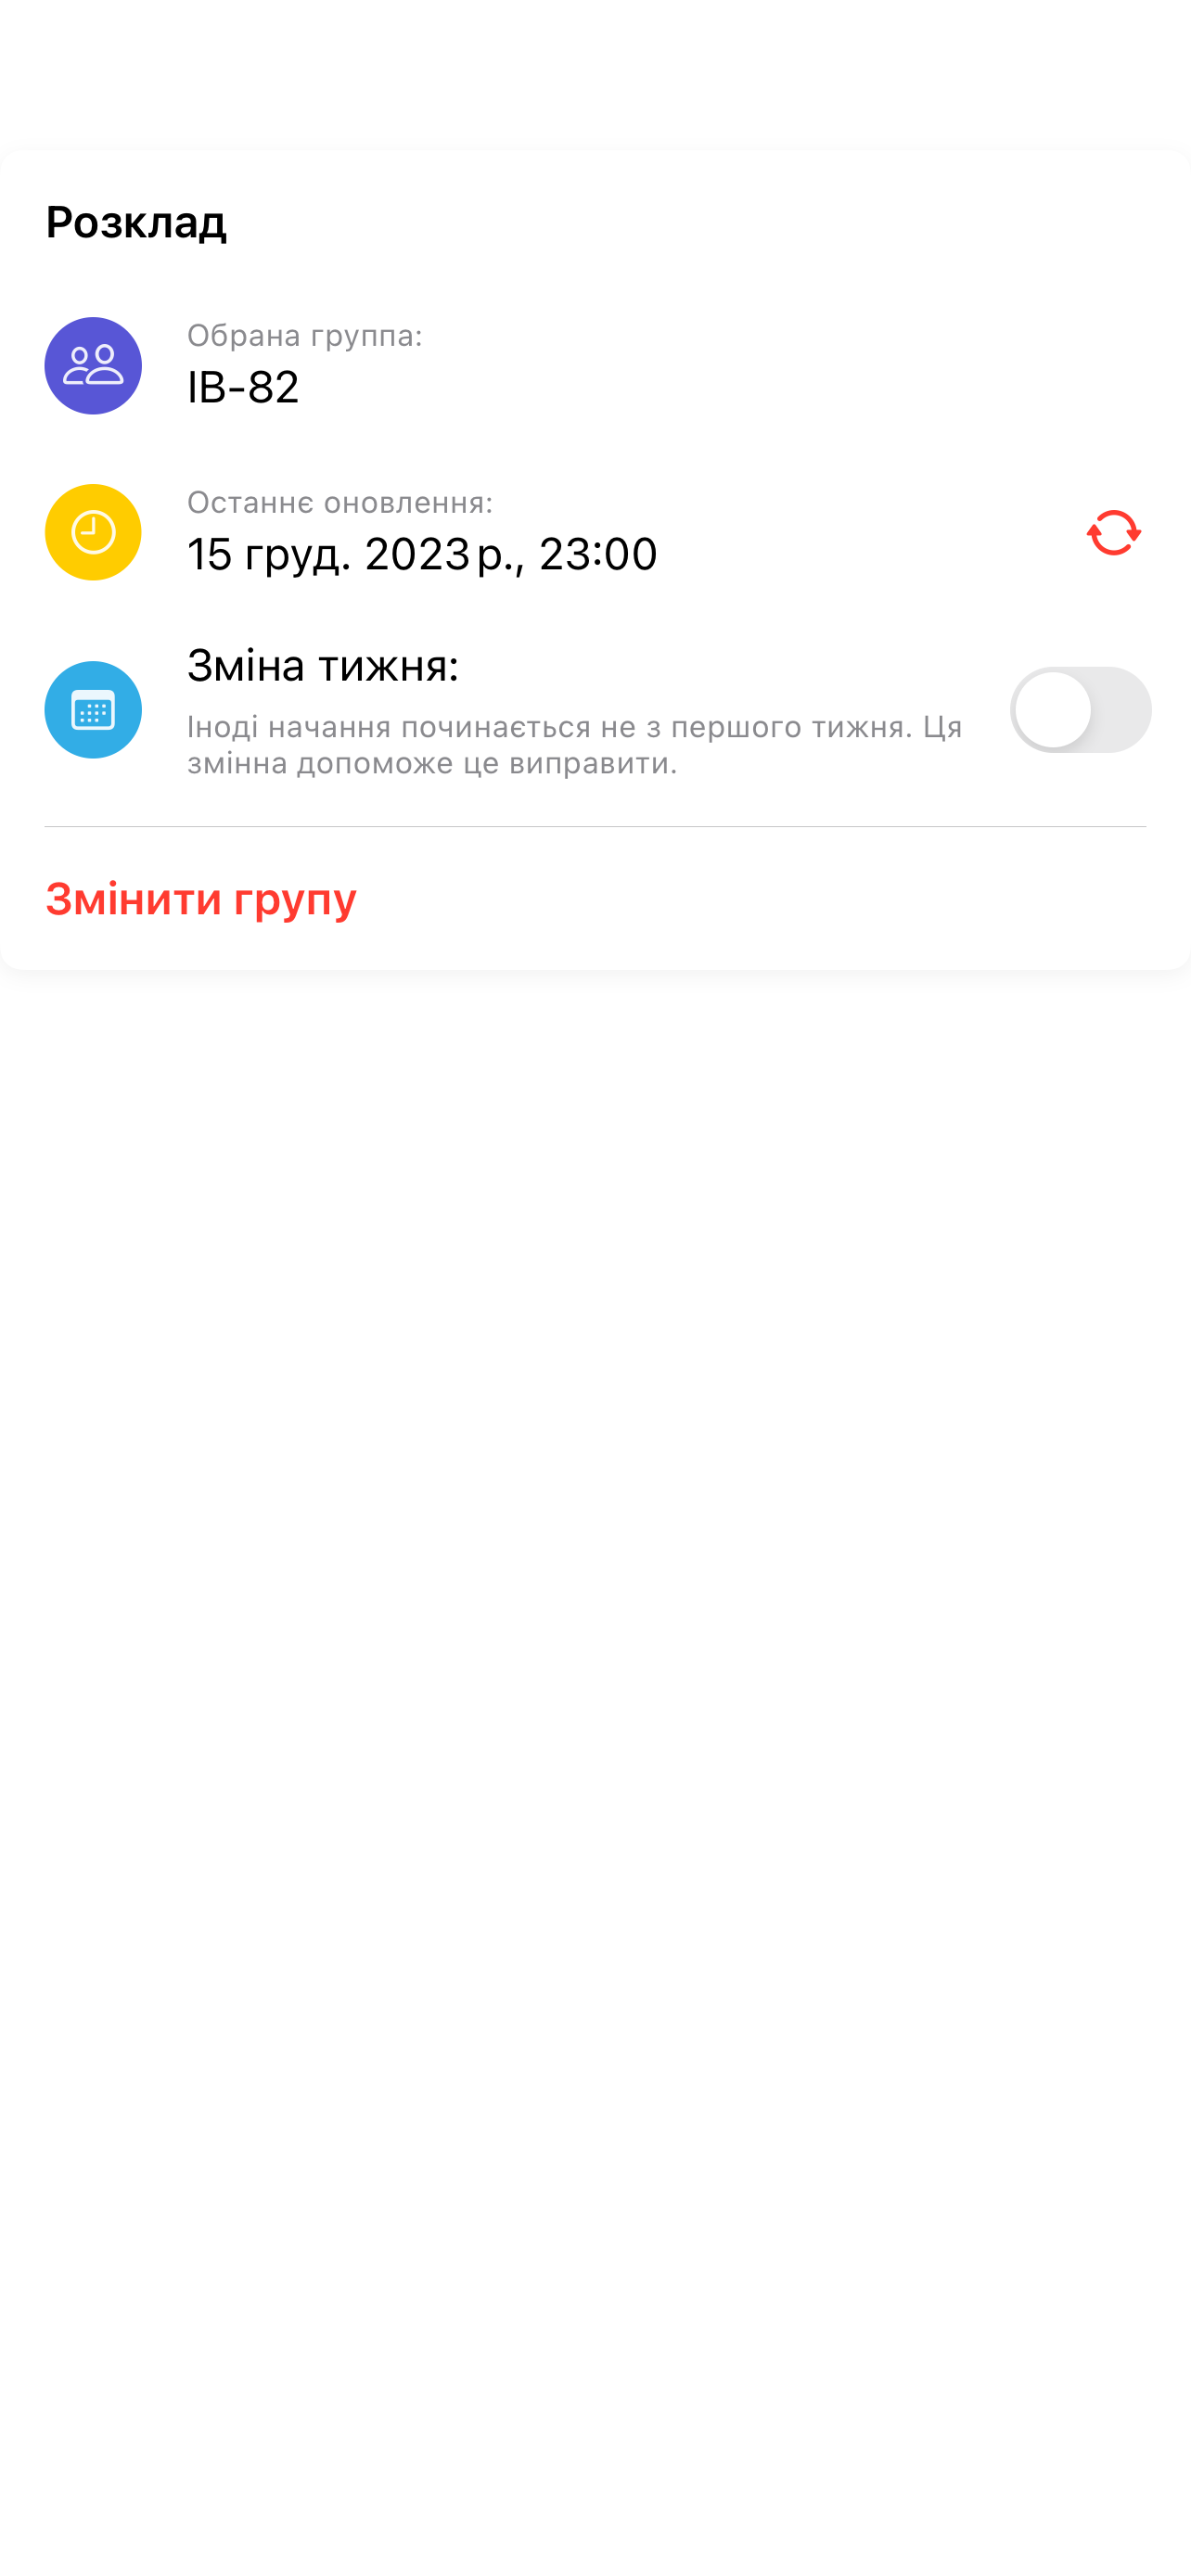 Розклад
Обрана группа:
ІВ-82
Останнє оновлення:
15 груд. 2023 р., 23:00
Зміна тижня:
Іноді начання починається не з першого тижня. Ця
змінна допоможе це виправити.
Змінити групу